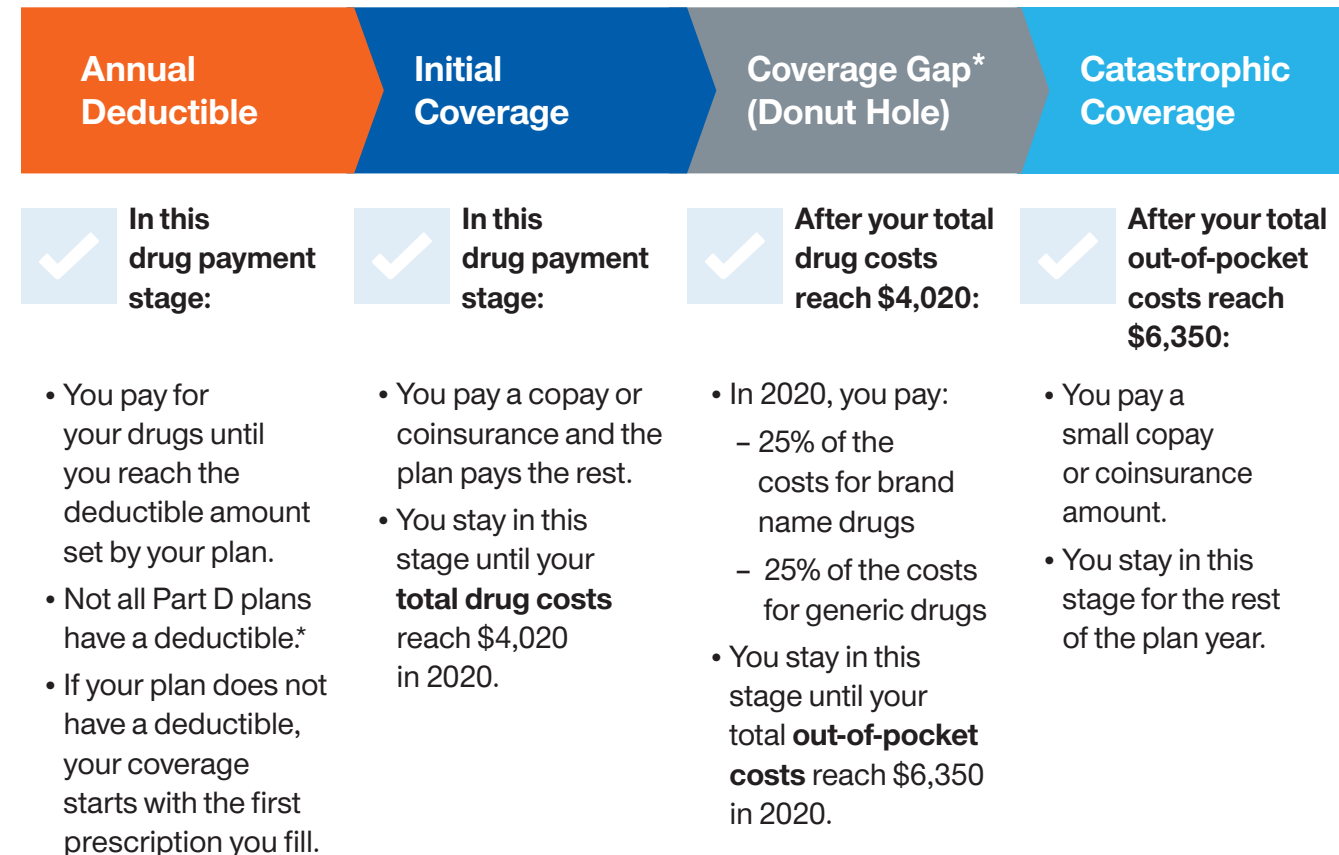 Annual
Deductible
Initial
Coverage
Coverage Gap*
(Donut Hole)
Catastrophic
Coverage
In this
drug payment
stage:
• You pay for
your drugs until
you reach the
deductible amount
set by your plan.
• Not all Part D plans
have a deductible.*
• If your plan does not
have a deductible,
your coverage
starts with the first
prescription you fill.
In this
drug payment
stage:
• You pay a copay or
coinsurance and the
plan pays the rest.
• You stay in this
stage until your
total drug costs
reach $4,020
in 2020.
After your total
drug costs
reach $4,020:
• In 2020, you pay:
– 25% of the
costs for brand
name drugs
– 25% of the costs
for generic drugs
• You stay in this
stage until your
total out-of-pocket
costs reach $6,350
in 2020.
After your total
out-of-pocket
costs reach
$6,350:
• You pay a
small copay
or coinsurance
amount.
• You stay in this
stage for the rest
of the plan year.